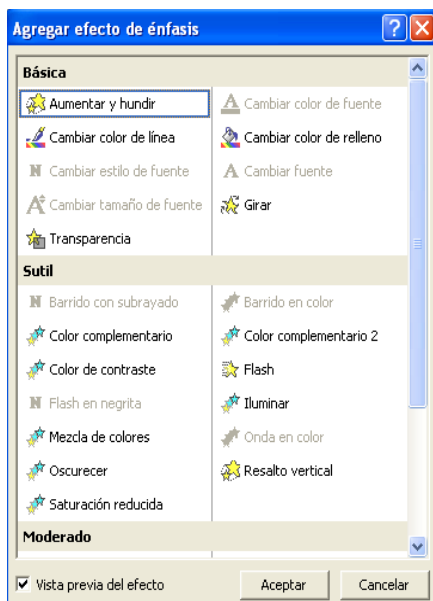 Agregar efecto de énfasis
Básica
Aumentar y hundir
Cambiar color de fuente
Cambiar color de línea
Cambiar color de relleno
Cambiar estilo de fuente
Cambiar fuente
Cambiar tamaño de fuente
Girar
Transparencia
Sutil
Barrido con subrayado
Barrido en color
Color complementario
Color complementario 2
Color de contraste
Flash
Flash en negrita
Iluminar
Mezcla de colores
Onda en color
Oscurecer
Resalto vertical
Saturación reducida
Moderado
Vista previa del efecto
Aceptar
Cancelar